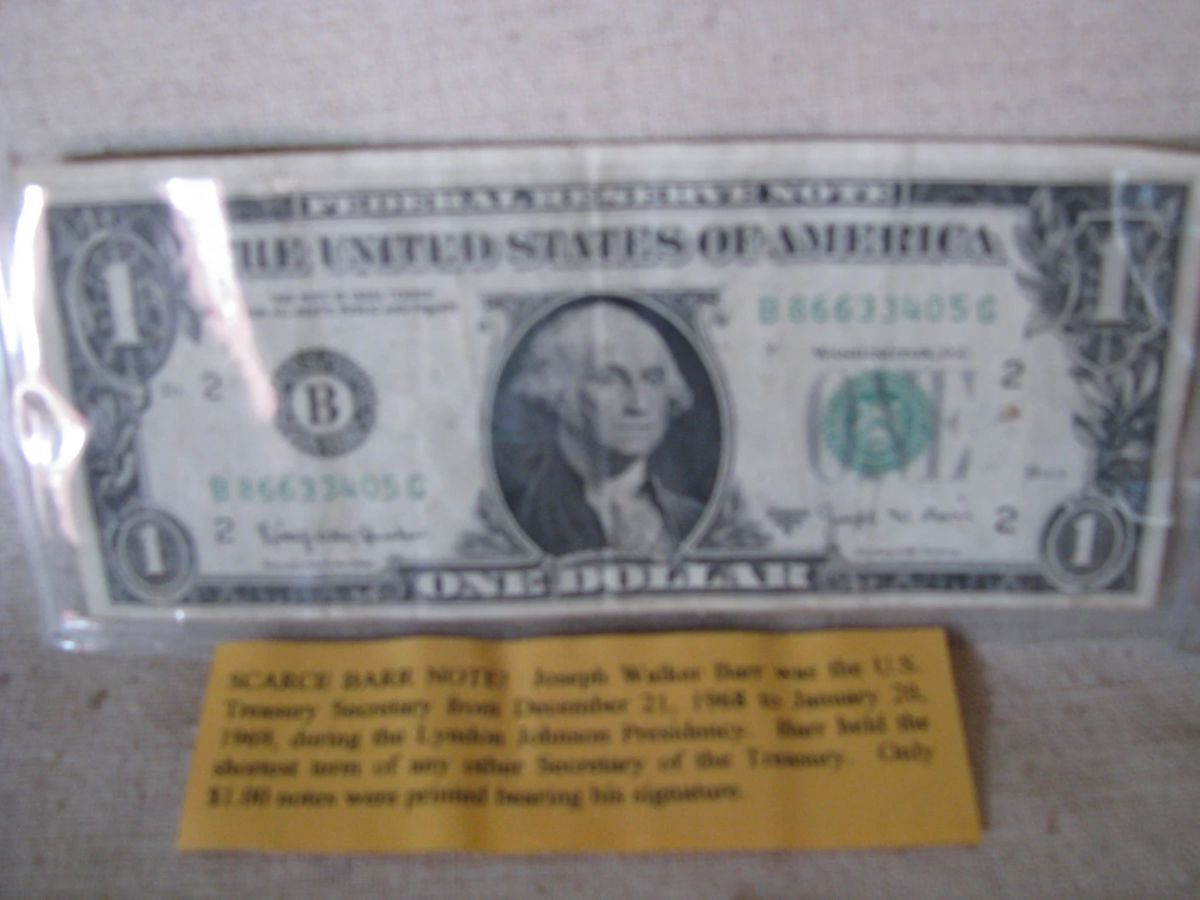 FEDERAL RESERVE NOTE
THE UNITED STATES OF AMERICA
1
1
B 86633405 G
2
B
2
B 86633405 G
ONE
2
2
1
1
ONE DOLLAR
SCARCE BARR NOTE: Joseph Walker Barr was the U.S.
Treasury Secretary from December 21, 1968 to January 20,
1969, during the Lyndon Johnson Presidency. Barr held the
shortest term of any other Secretary of the Treasury. Only
$1.00 notes were printed bearing his signature.